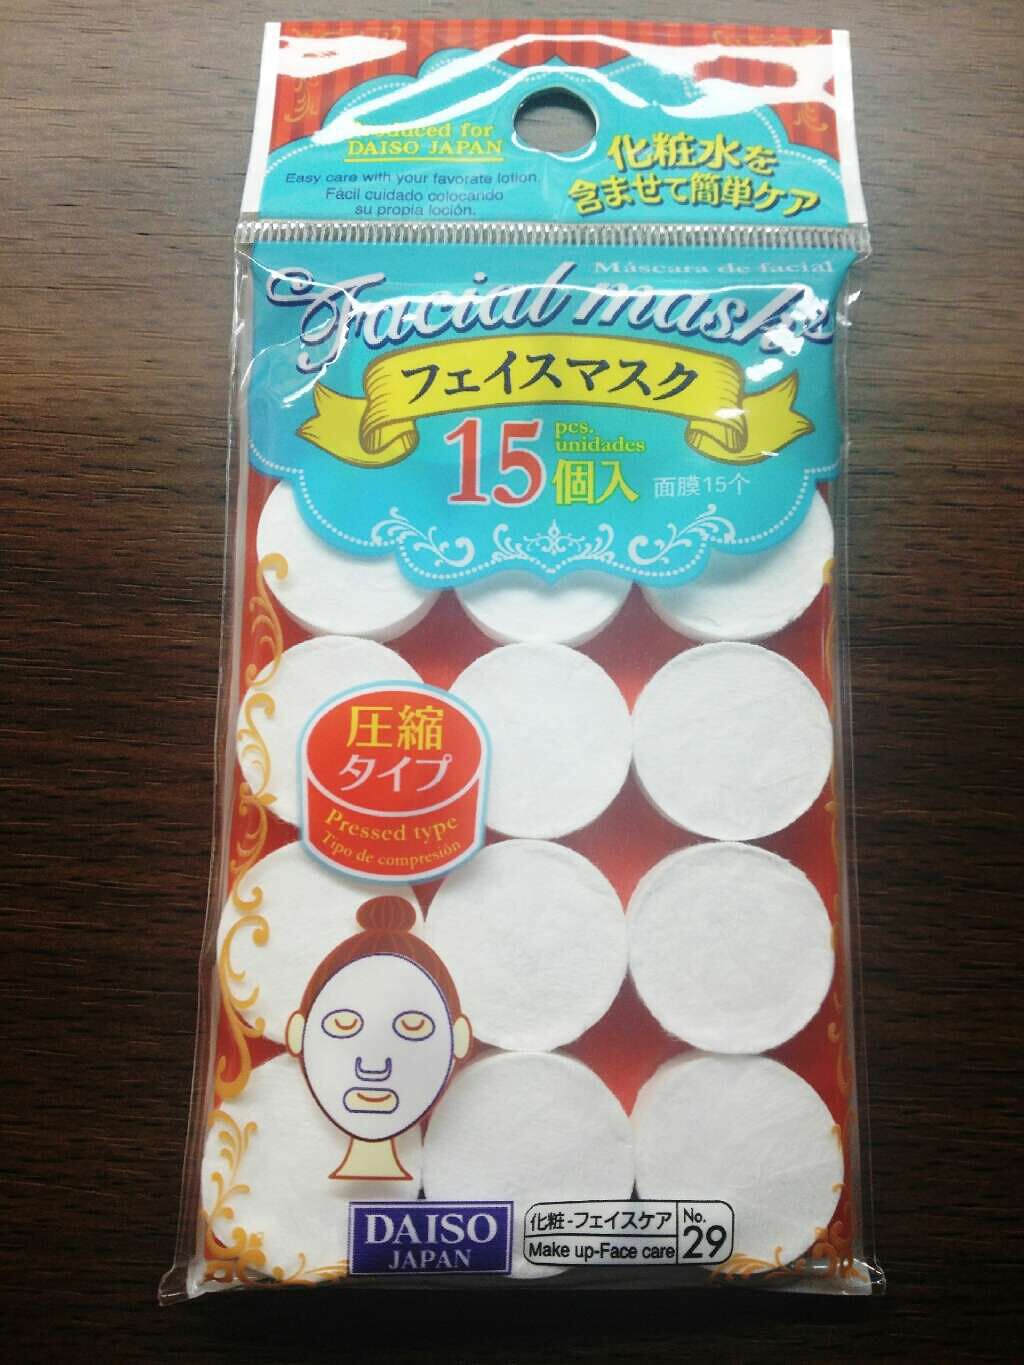 Produced for
DAISO JAPAN
Easy care with your favorate lotion.
Fácil cuidado colocando
su propia loción.
化粧水を
含ませて簡単ケア
Máscara de facial
Facial masks
フェイスマスク
15 pcs.
unidades
個入
面膜15个
圧縮
タイプ
Pressed type
Tipo de compresión
DAISO
JAPAN
化粧-フェイスケア
Make up-Face care
No.
29